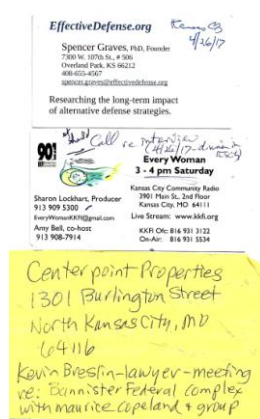 EffectiveDefense.org
Kansas City
4/26/17
Spencer Graves, PhD, Founder
7300 W. 107th St., # 506
Overland Park, KS 66212
408-655-4567
spencer.graves@effectivedefense.org
Researching the long-term impact
of alternative defense strategies.
Call re interview
90.1
Every Woman
3 - 4 pm Saturday
Sharon Lockhart, Producer
913 909 5300
EveryWomanKKFI@gmail.com
Amy Bell, co-host
913 908-7914
Kansas City Community Radio
3901 Main St., 2nd Floor
Kansas City, MO 64111
Live Stream: www.kkfi.org
KKFI Ofc: 816 931 3122
On-Air: 816 931 5534
Centerpoint Properties
1301 Burlington Street
North Kansas City, MO
64116
Kevin Breslin-lawyer-meeting
re: Bannister Federal Complex
with maurice copeland & group